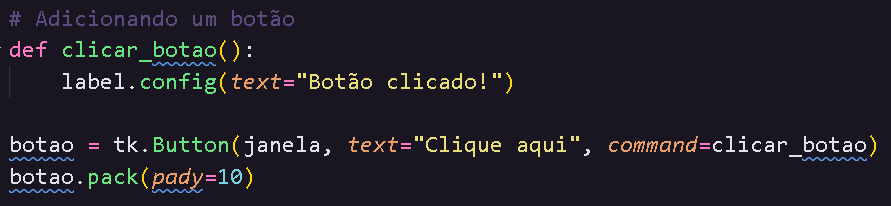 # Adicionando um botão
def clicar_botao():
    label.config(text="Botão clicado!")
botao = tk.Button(janela, text="Clique aqui", command=clicar_botao)
botao.pack(pady=10)